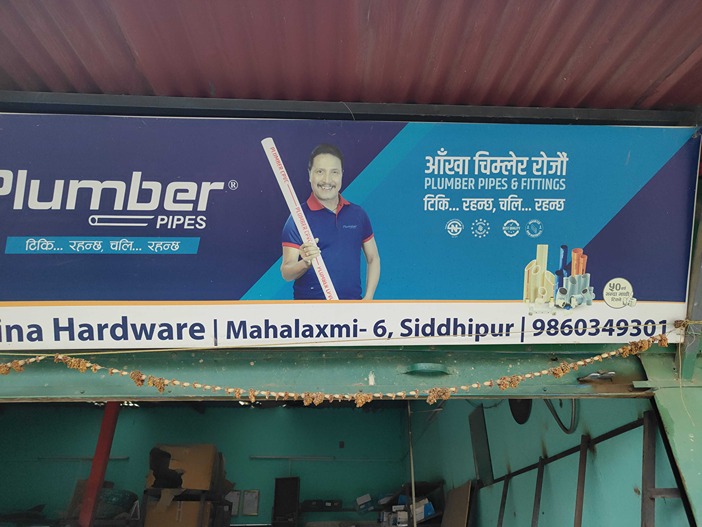 Plumber®
PIPES
टिकि... रहन्छ, चलि... रहन्छ
आँखा चिम्लेर रोजौं
PLUMBER PIPES & FITTINGS
टिकि... रहन्छ, चलि... रहन्छ
ina Hardware | Mahalaxmi- 6, Siddhipur | 9860349301